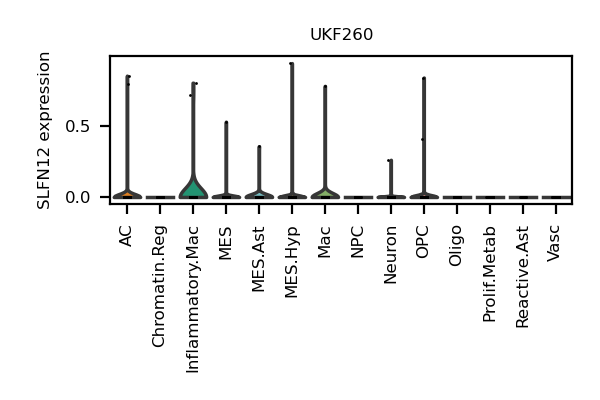 UKF260
SLFN12 expression
0.5
0.0
AC
Chromatin.Reg
Inflammatory.Mac
MES
MES.Ast
MES.Hyp
Mac
NPC
Neuron
OPC
Oligo
Prolif.Metab
Reactive.Ast
Vasc